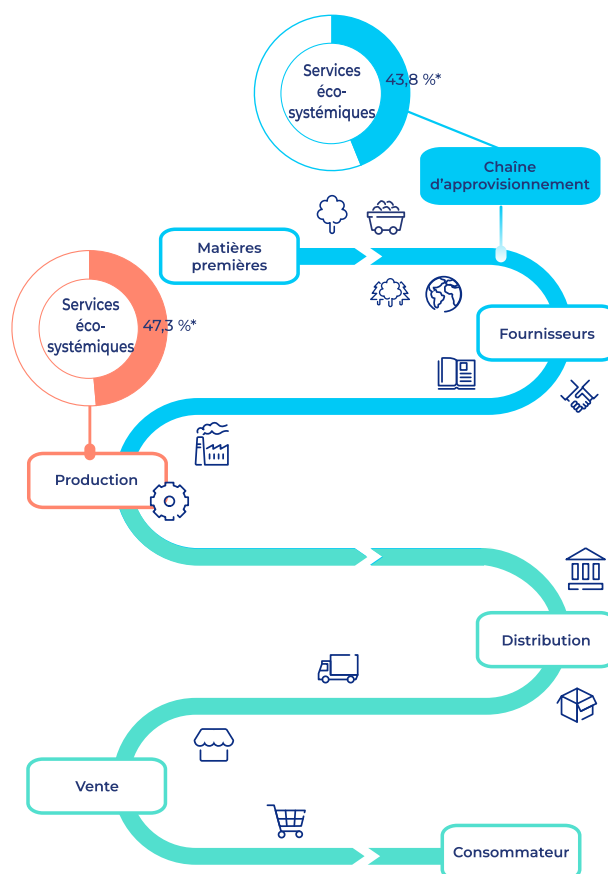 Services
éco-
systémiques
43,8 %*
Chaîne
d'approvisionnement
Matières
premières
Services
éco-
systémiques
47,3 %*
Fournisseurs
Production
Distribution
Vente
Consommateur